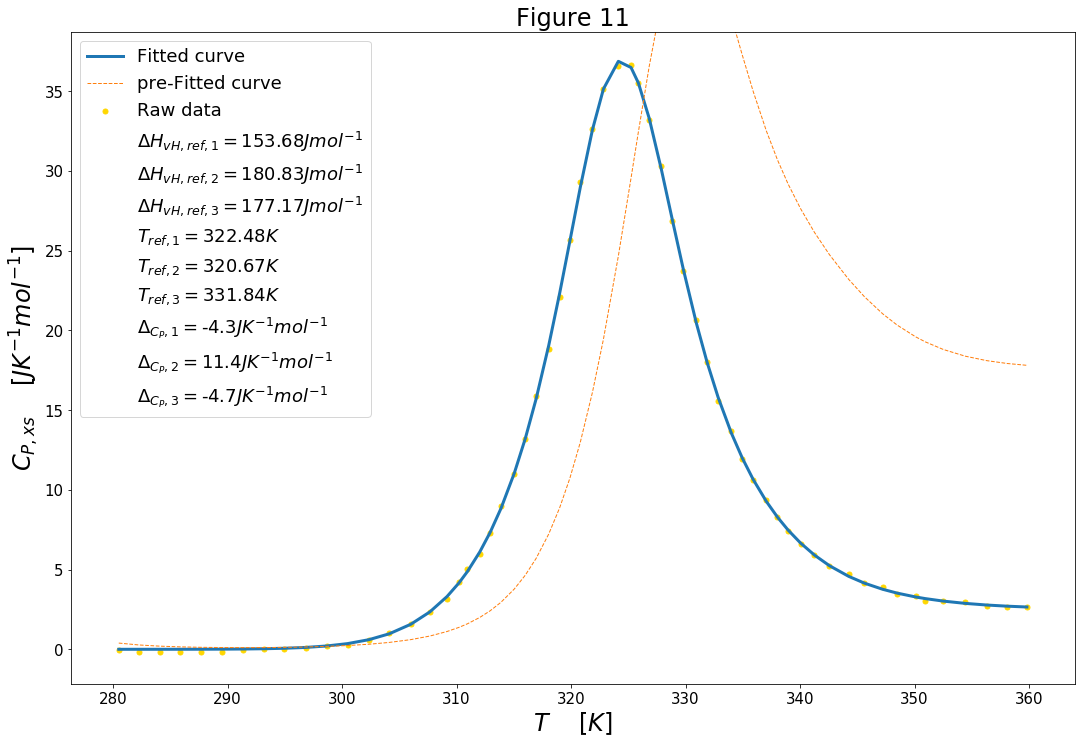 Figure 11
Fitted curve
pre-Fitted curve
Raw data
ΔH_{vH, ref, 1} = 153.68Jmol^{−1}
ΔH_{vH, ref, 2} = 180.83Jmol^{−1}
ΔH_{vH, ref, 3} = 177.17Jmol^{−1}
T_{ref, 1} = 322.48K
T_{ref, 2} = 320.67K
T_{ref, 3} = 331.84K
Δ_{C_P, 1} = -4.3JK^{−1}mol^{−1}
Δ_{C_P, 2} = 11.4JK^{−1}mol^{−1}
Δ_{C_P, 3} = -4.7JK^{−1}mol^{−1}
C_{P, xs} [JK^{−1}mol^{−1}]
35
30
25
20
15
10
5
0
280 290 300 310 320 330 340 350 360
T [K]